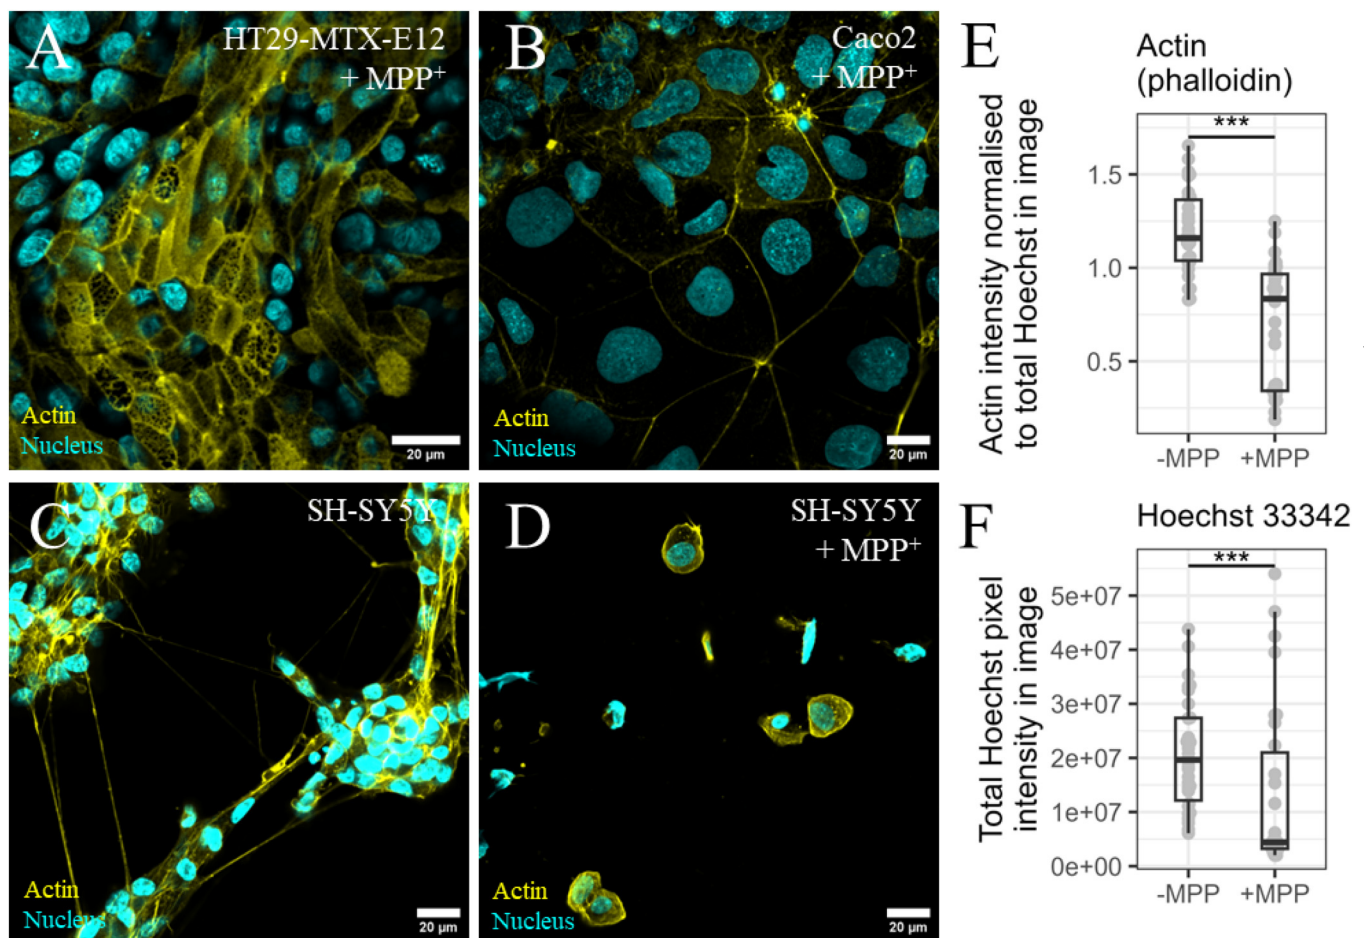 A
HT29-MTX-E12
+ MPP⁺
Actin
Nucleus
20 µm
B
Caco2
+ MPP⁺
Actin
Nucleus
20 µm
C
SH-SY5Y
Actin
Nucleus
20 µm
D
SH-SY5Y
+ MPP⁺
Actin
Nucleus
20 µm
E
Actin
(phalloidin)
Actin intensity normalised
to total Hoechst in image
***
1.5
1.0
0.5
-MPP +MPP
F
Hoechst 33342
Total Hoechst pixel
intensity in image
***
5e+07
4e+07
3e+07
2e+07
1e+07
0e+00
-MPP +MPP